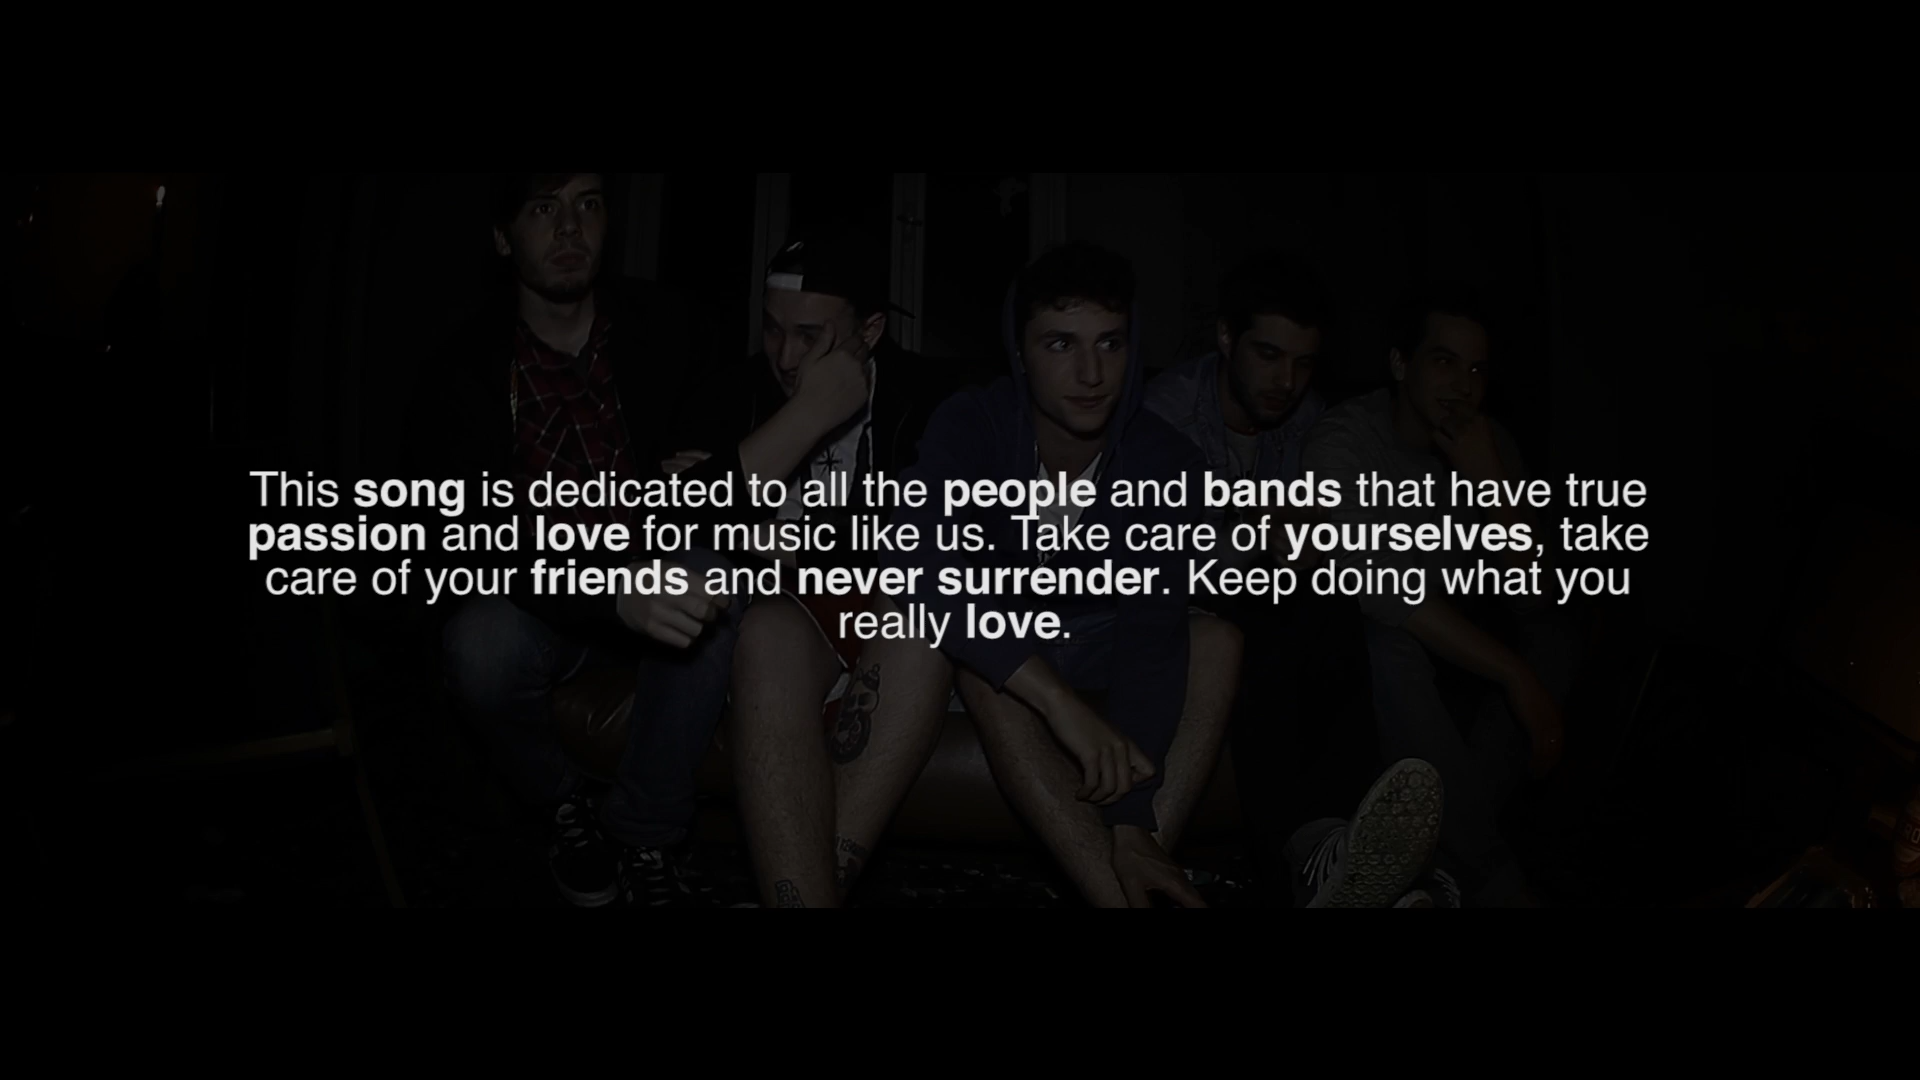 This song is dedicated to all the people and bands that have true
passion and love for music like us. Take care of yourselves, take
care of your friends and never surrender. Keep doing what you
really love.